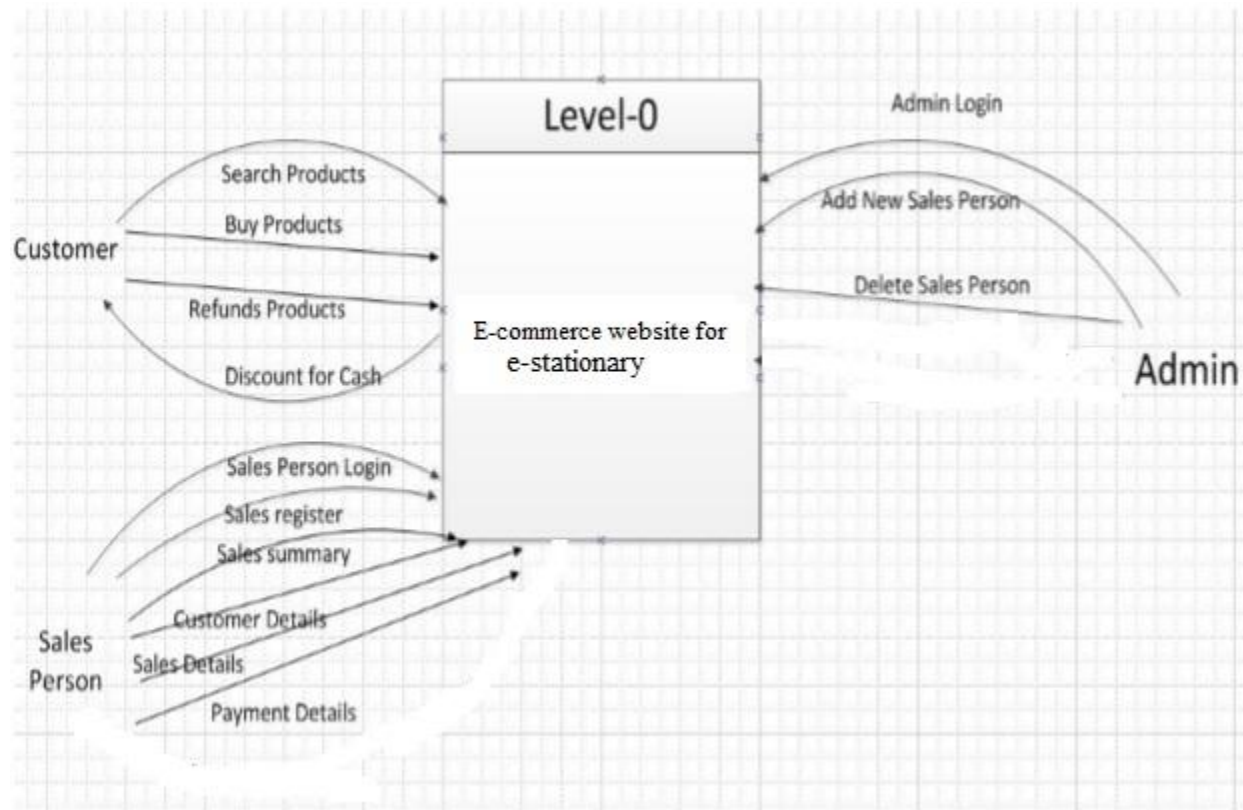 Level-0
Search Products
Buy Products
Customer
Refunds Products
Discount for Cash
E-commerce website for
e-stationary
Admin Login
Add New Sales Person
Delete Sales Person
Admin
Sales Person Login
Sales register
Sales summary
Customer Details
Sales
Person
Sales Details
Payment Details